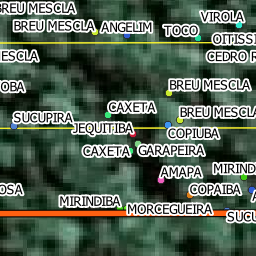 BREU MESCLA
VIROLA
BREU MESCLA
ANGELIM
TOCO
OITISSI
ESCLA
CEDRO R
OBA
BREU MESCLA
CAXETA
BREU MESCLA
SUCUPIRA
JEQUITIBA
COPIUBA
CAXETA
GARAPEIRA
AMAPA
MIRIND
OSA
COPAIBA
A
MIRINDIBA
MORCEGUEIRA
SUCU